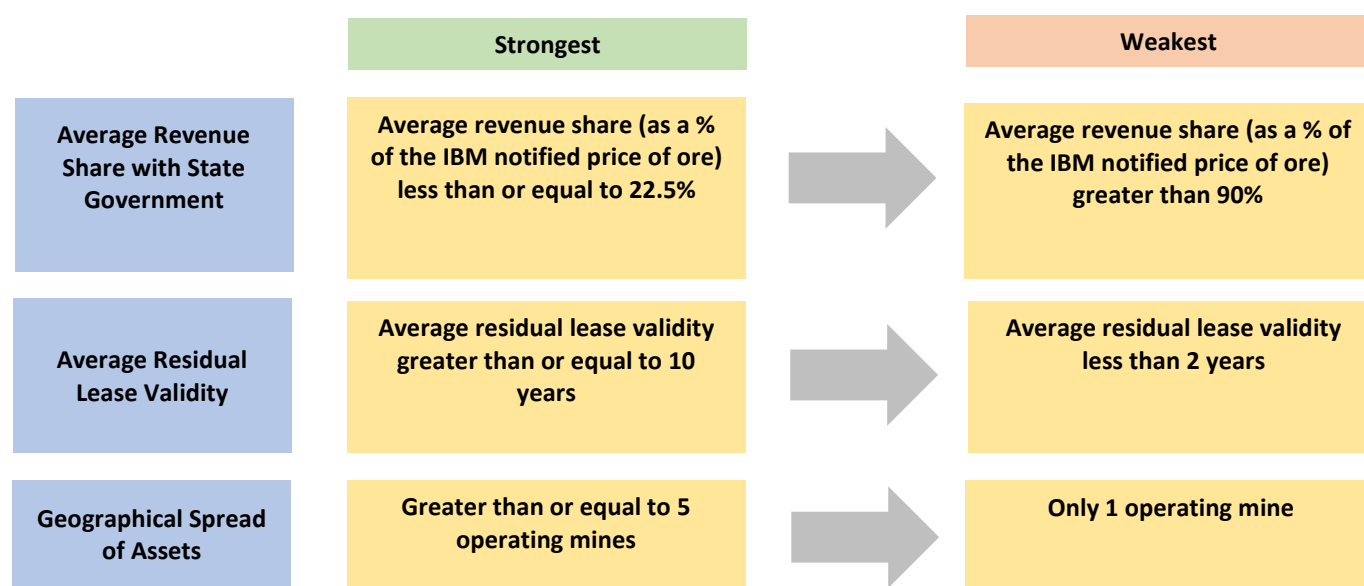 Strongest
Weakest
Average Revenue
Share with State
Government
Average revenue share (as a %
of the IBM notified price of ore)
less than or equal to 22.5%
Average revenue share (as a % of
the IBM notified price of ore)
greater than 90%
Average Residual
Lease Validity
Average residual lease validity
greater than or equal to 10
years
Average residual lease validity
less than 2 years
Geographical Spread
of Assets
Greater than or equal to 5
operating mines
Only 1 operating mine